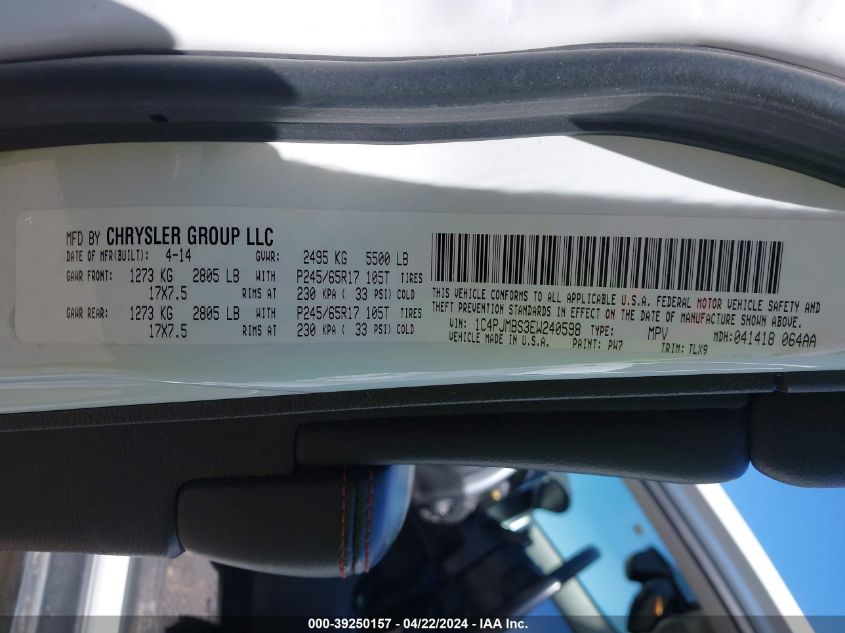 MFD BY CHRYSLER GROUP LLC
DATE OF MFR(BUILT): 4-14 GVWR: 2495 KG 5500 LB
GAWR FRONT: 1273 KG 2805 LB WITH P245/65R17 105T TIRES
17X7.5 RIMS AT 230 KPA ( 33 PSI) COLD
GAWR REAR: 1273 KG 2805 LB WITH P245/65R17 105T TIRES
17X7.5 RIMS AT 230 KPA ( 33 PSI) COLD
THIS VEHICLE CONFORMS TO ALL APPLICABLE U.S.A. FEDERAL MOTOR VEHICLE SAFETY AND
THEFT PREVENTION STANDARDS IN EFFECT ON THE DATE OF MANUFACTURE SHOWN ABOVE.
VIN: 1C4PJMBS3EW240598 TYPE: MPV MDH:041418 064AA
VEHICLE MADE IN U.S.A. PAINT: PW7 TRIM: TLX9
000-39250157 - 04/22/2024 - IAA, Inc.